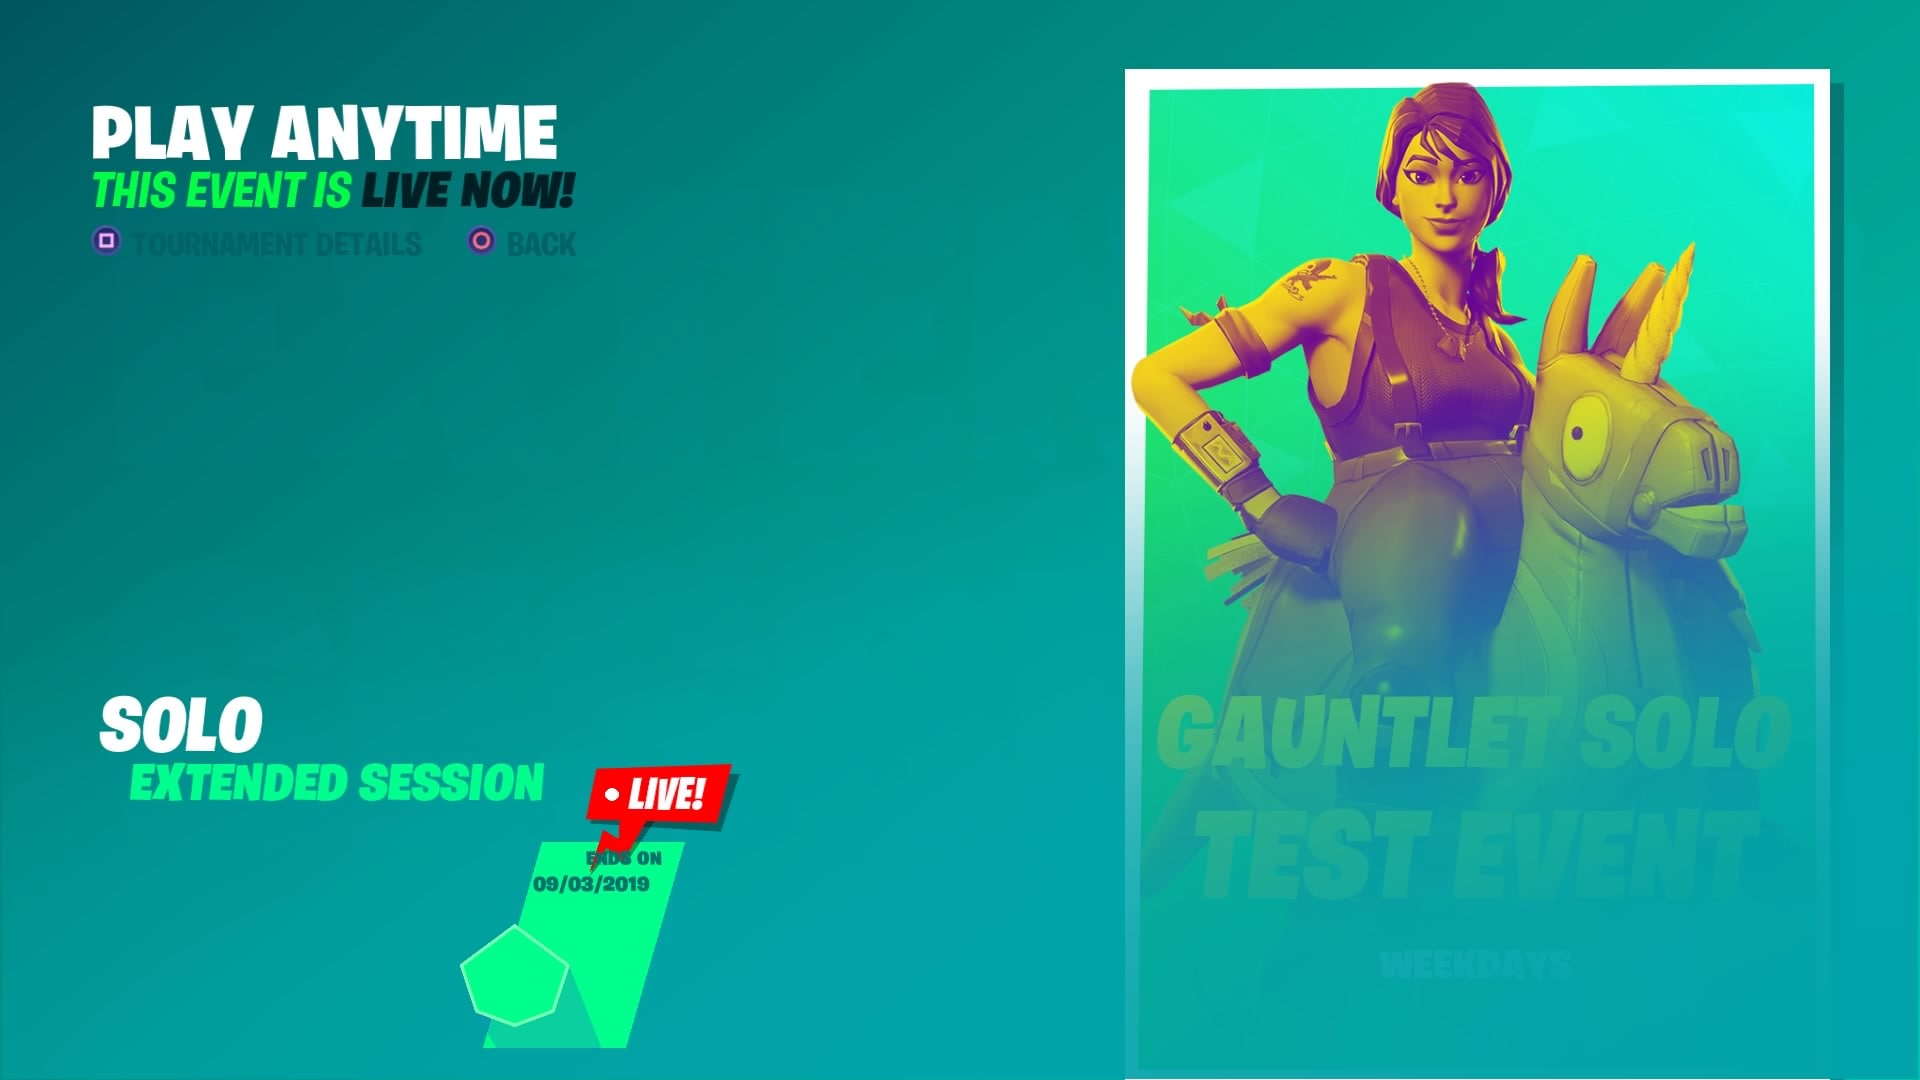 PLAY ANYTIME
THIS EVENT IS LIVE NOW!
TOURNAMENT DETAILS BACK
SOLO
EXTENDED SESSION
LIVE!
ENDS ON
09/03/2019
GAUNTLET SOLO
TEST EVENT
WEEKDAYS